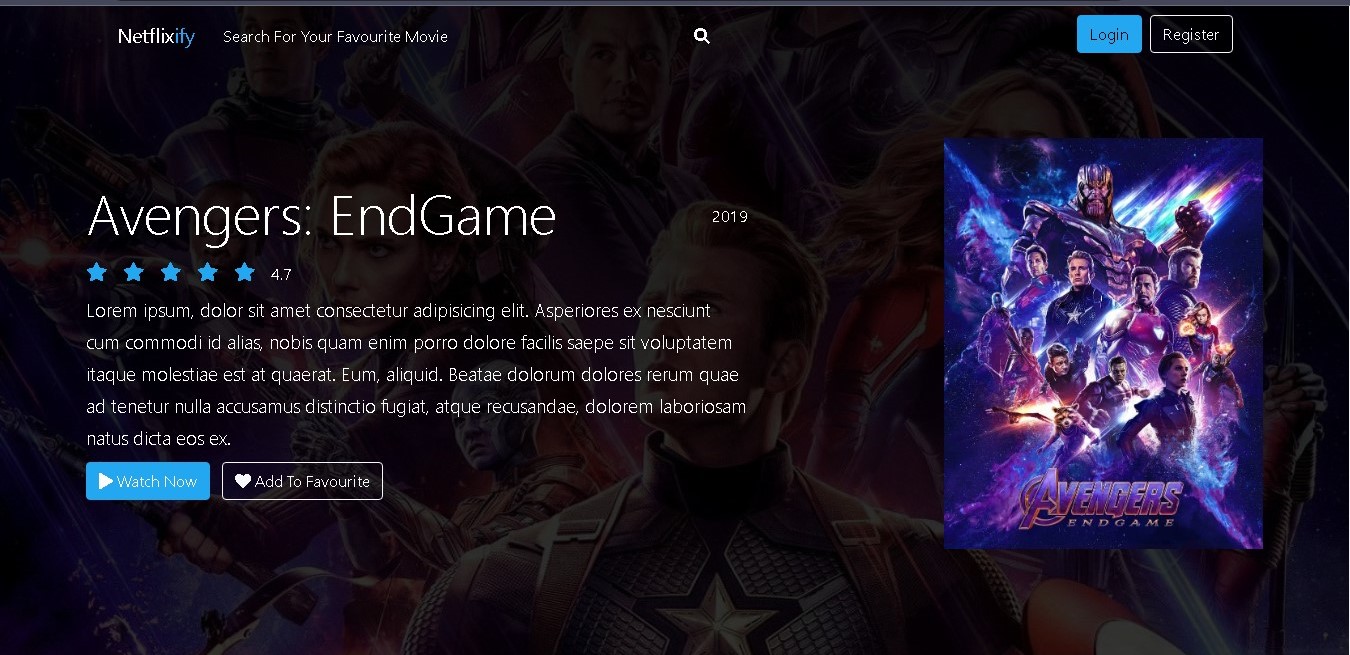 Netflixify Search For Your Favourite Movie Login Register
Avengers: EndGame 2019
4.7
Lorem ipsum, dolor sit amet consectetur adipisicing elit. Asperiores ex nesciunt
cum commodi id alias, nobis quam enim porro dolore facilis saepe sit voluptatem
itaque molestiae est at quaerat. Eum, aliquid. Beatae dolorum dolores rerum quae
ad tenetur nulla accusamus distinctio fugiat, atque recusandae, dolorem laboriosam
natus dicta eos ex.
Watch Now Add To Favourite
AVENGERS
ENDGAME